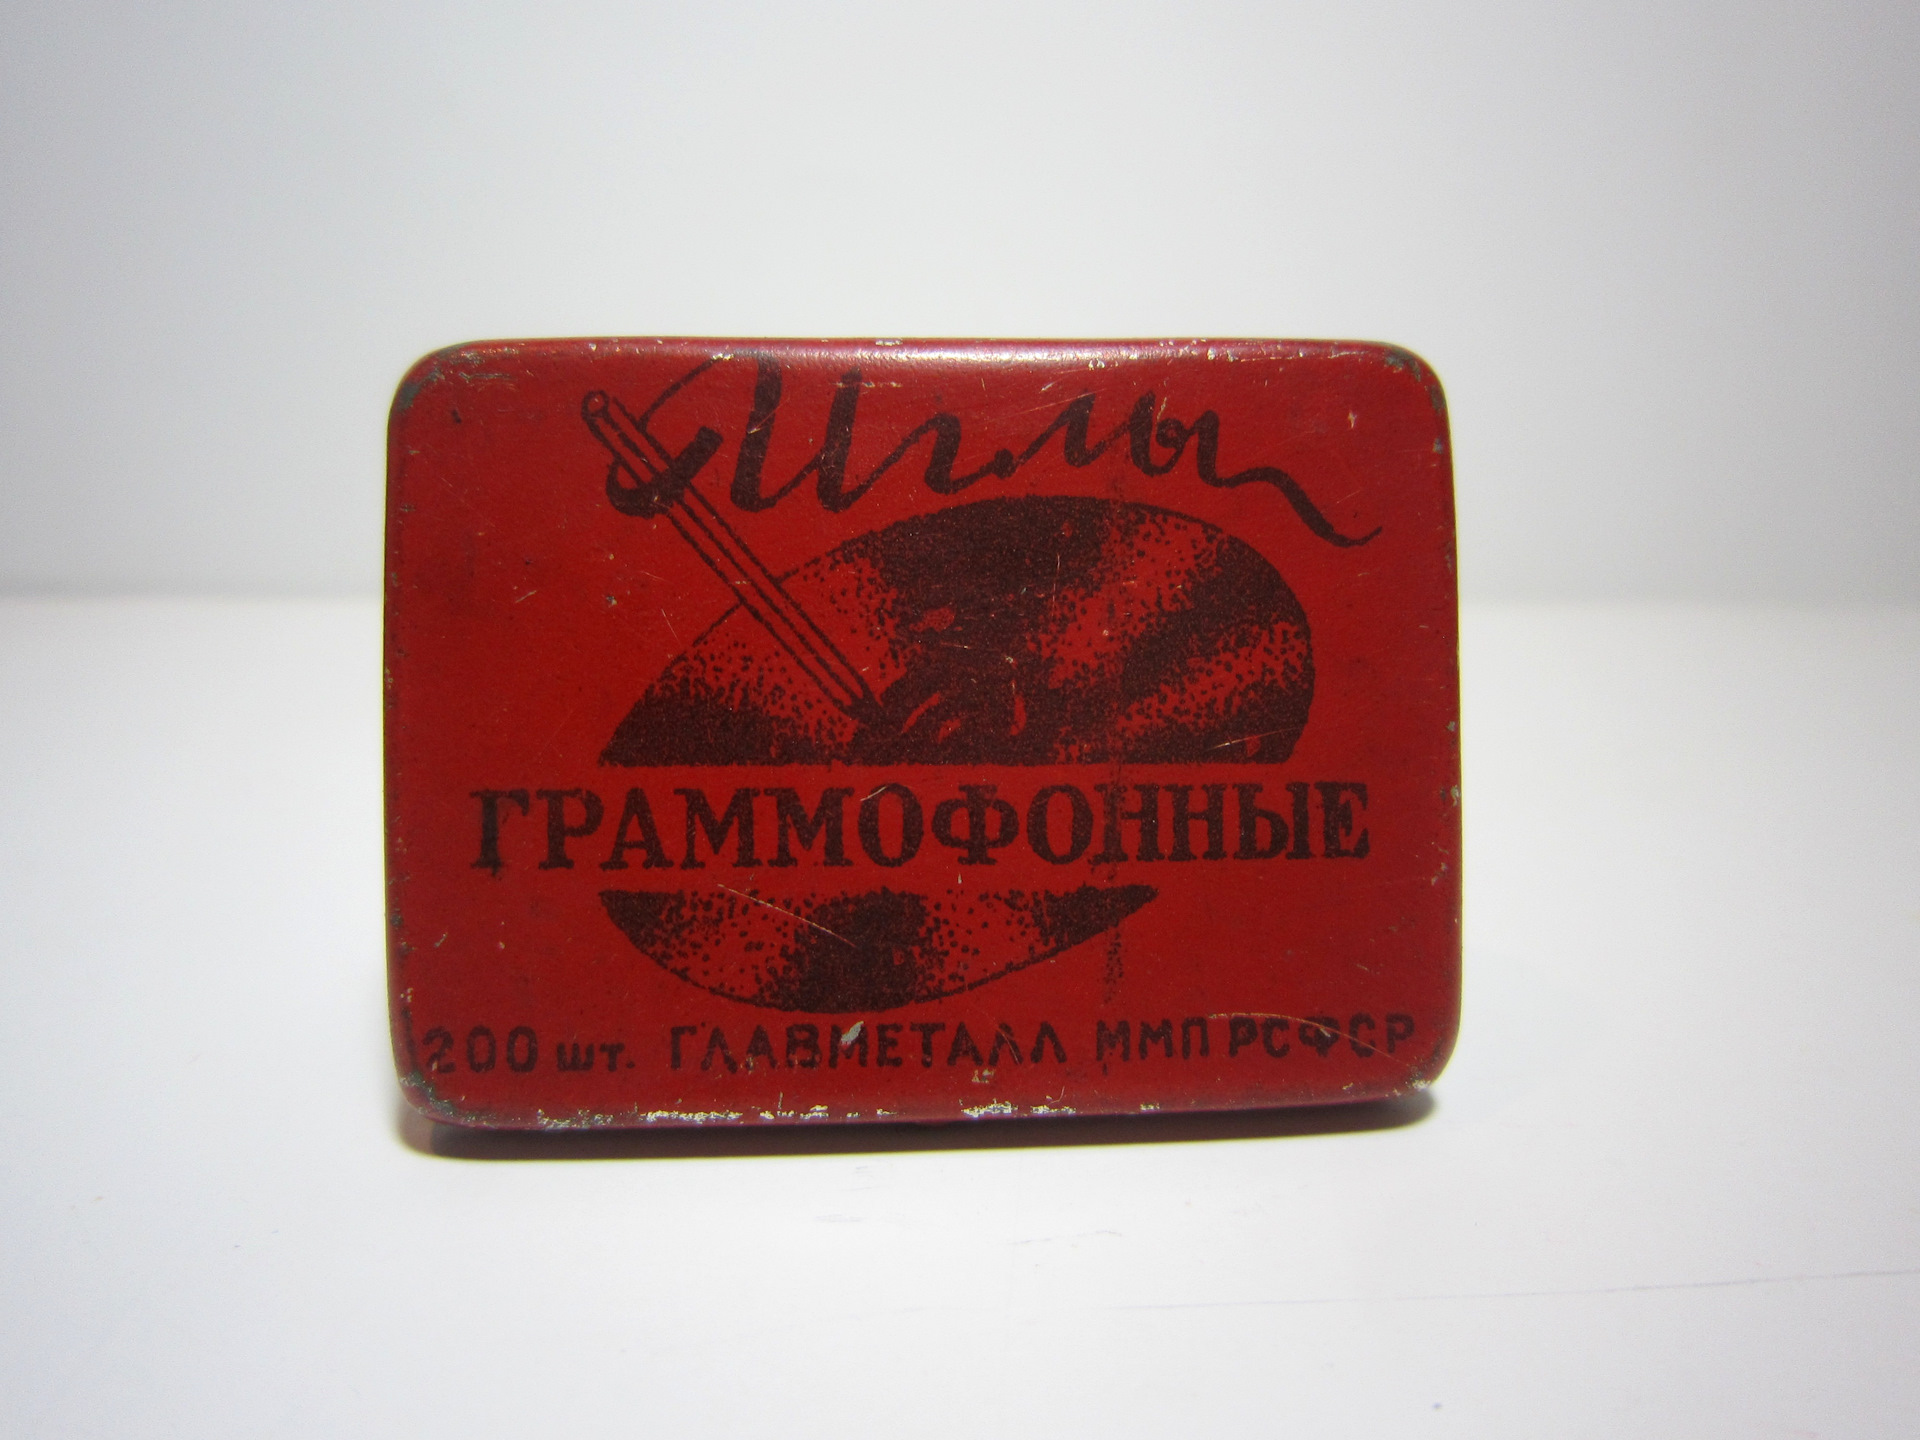 Иглы
ГРАММОФОННЫЕ
200 шт. ГЛАВМЕТАЛЛ ММП РСФСР